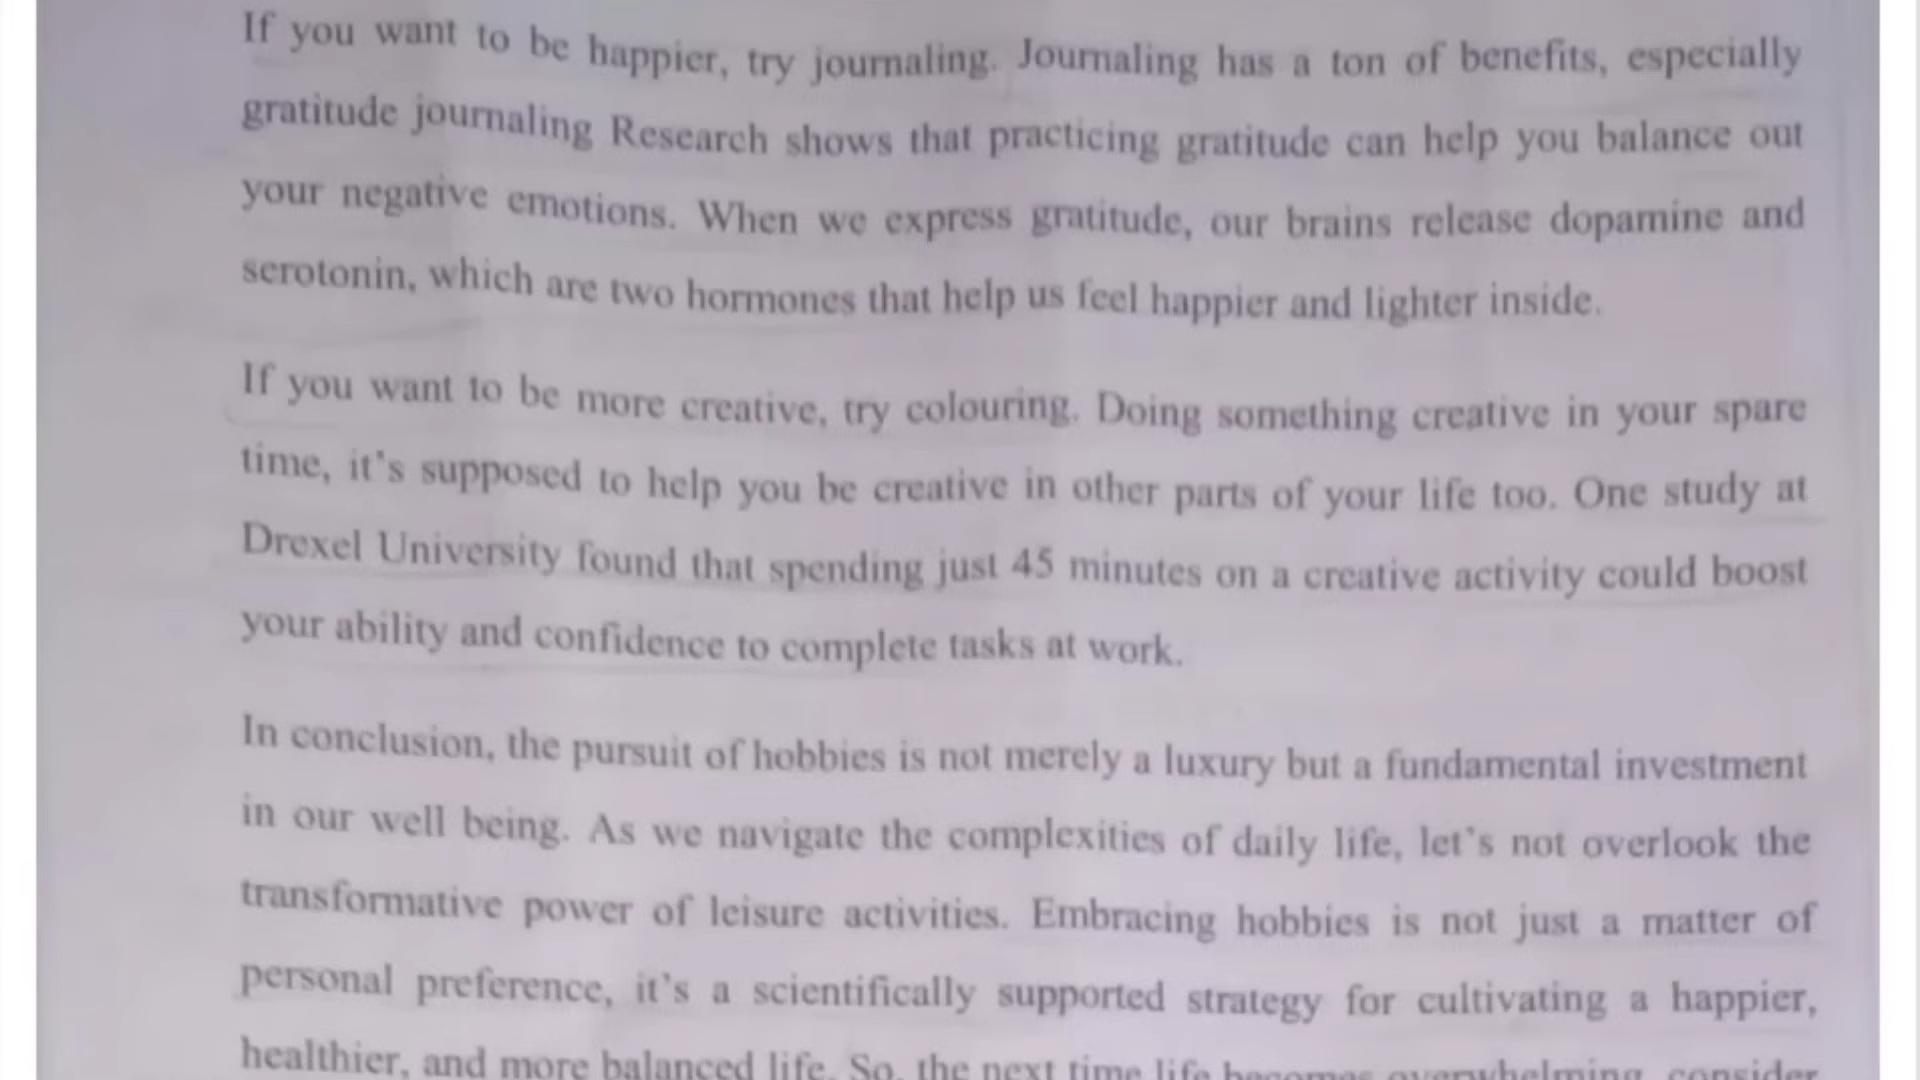 If you want to be happier, try journaling. Journaling has a ton of benefits, especially
gratitude journaling Research shows that practicing gratitude can help you balance out
your negative emotions. When we express gratitude, our brains release dopamine and
serotonin, which are two hormones that help us feel happier and lighter inside.
If you want to be more creative, try colouring. Doing something creative in your spare
time, it's supposed to help you be creative in other parts of your life too. One study at
Drexel University found that spending just 45 minutes on a creative activity could boost
your ability and confidence to complete tasks at work.
In conclusion, the pursuit of hobbies is not merely a luxury but a fundamental investment
in our well being. As we navigate the complexities of daily life, let's not overlook the
transformative power of leisure activities. Embracing hobbies is not just a matter of
personal preference, it's a scientifically supported strategy for cultivating a happier,
healthier, and more balanced life. So, the next time life becomes overwhelming, consider